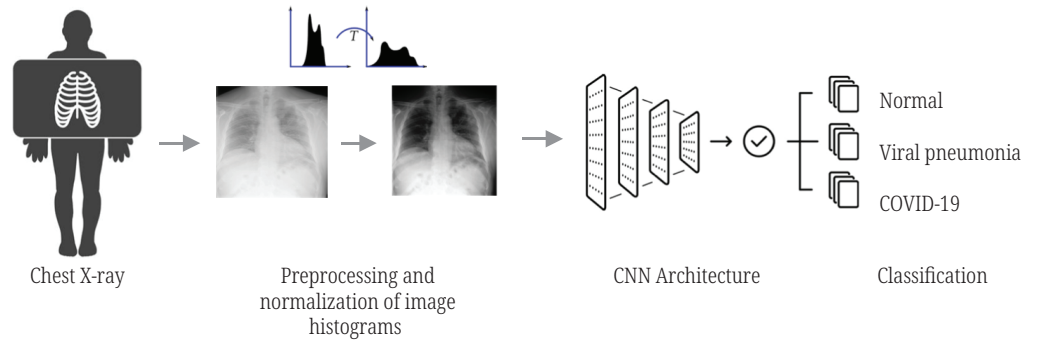 T
Normal
Viral pneumonia
COVID-19
Chest X-ray
Preprocessing and
normalization of image
histograms
CNN Architecture
Classification